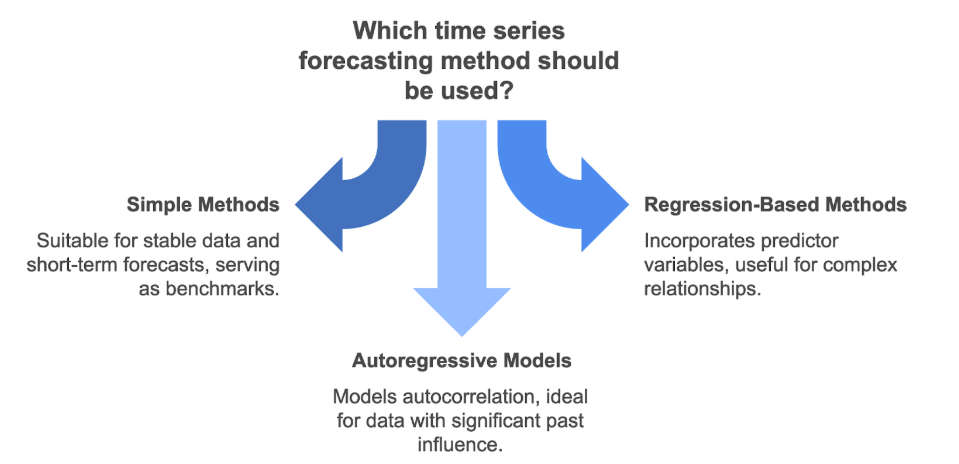 Which time series
forecasting method should
be used?
Simple Methods
Suitable for stable data and
short-term forecasts, serving
as benchmarks.
Regression-Based Methods
Incorporates predictor
variables, useful for complex
relationships.
Autoregressive Models
Models autocorrelation, ideal
for data with significant past
influence.